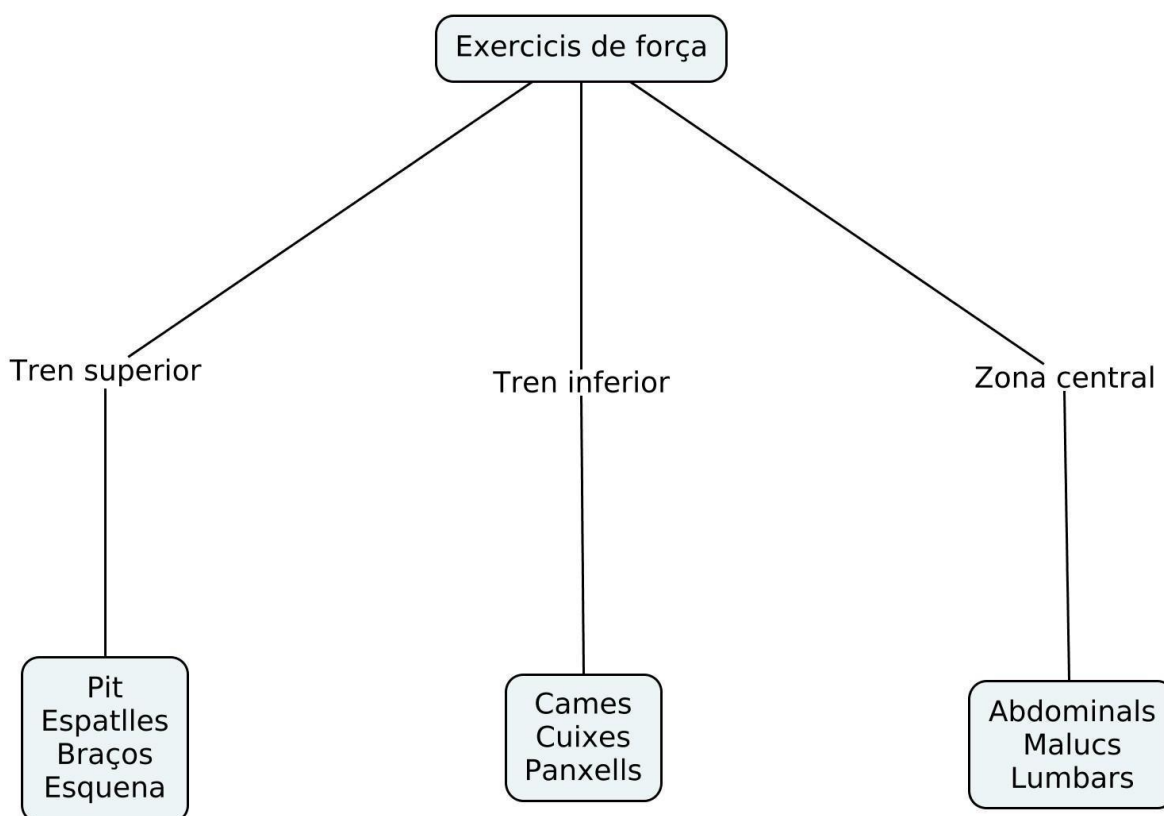 Exercicis de força
Tren superior
Tren inferior
Zona central
Pit
Espatlles
Braços
Esquena
Cames
Cuixes
Panxells
Abdominals
Malucs
Lumbars